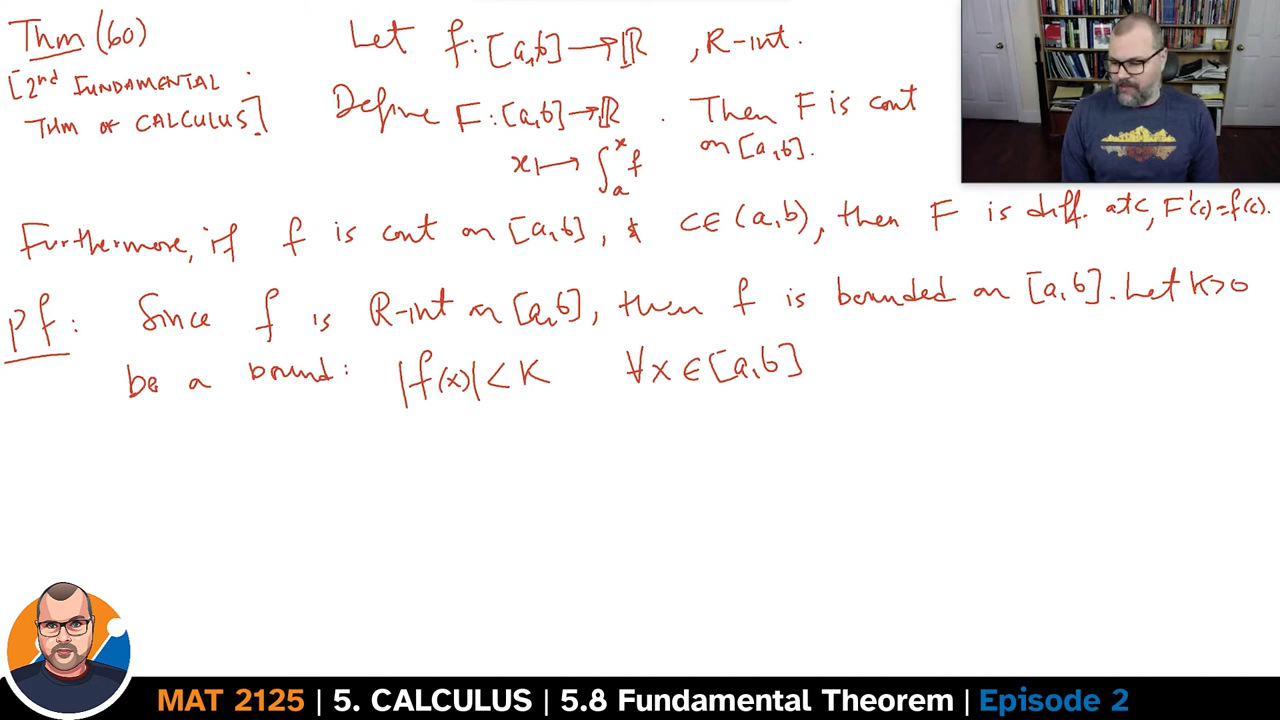 Thm (60) Let f: [a,b] → ℝ, R-int.
[2nd FUNDAMENTAL
THM OF CALCULUS] Define F: [a,b] → ℝ. Then F is cont
x ↦ ∫ₐˣ f on [a,b].
Furthermore, if f is cont on [a,b], & c ∈ (a,b), then F is diff. at c, F'(c) = f(c).
Pf: Since f is R-int on [a,b], then f is bounded on [a,b]. Let K>0
be a bound: |f(x)| < K ∀x ∈ [a,b]
MAT 2125 | 5. CALCULUS | 5.8 Fundamental Theorem | Episode 2